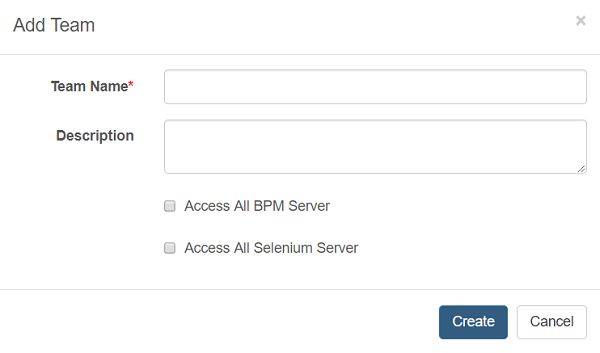 Add Team ×
Team Name*
Description
Access All BPM Server
Access All Selenium Server
Create Cancel